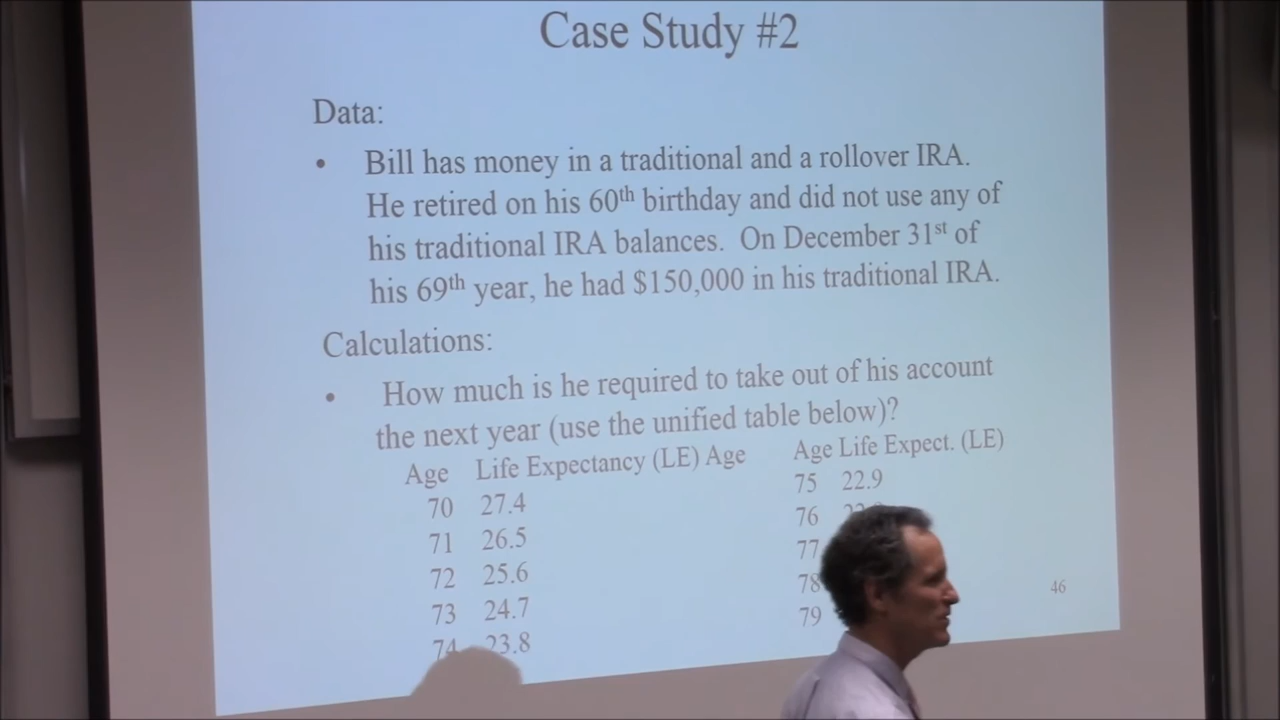 Case Study #2
Data:
• Bill has money in a traditional and a rollover IRA.
He retired on his 60th birthday and did not use any of
his traditional IRA balances. On December 31st of
his 69th year, he had $150,000 in his traditional IRA.
Calculations:
• How much is he required to take out of his account
the next year (use the unified table below)?
Age Life Expectancy (LE) Age Age Life Expect. (LE)
70 27.4 75 22.9
71 26.5 76
72 25.6 77
73 24.7 78
74 23.8 79
46